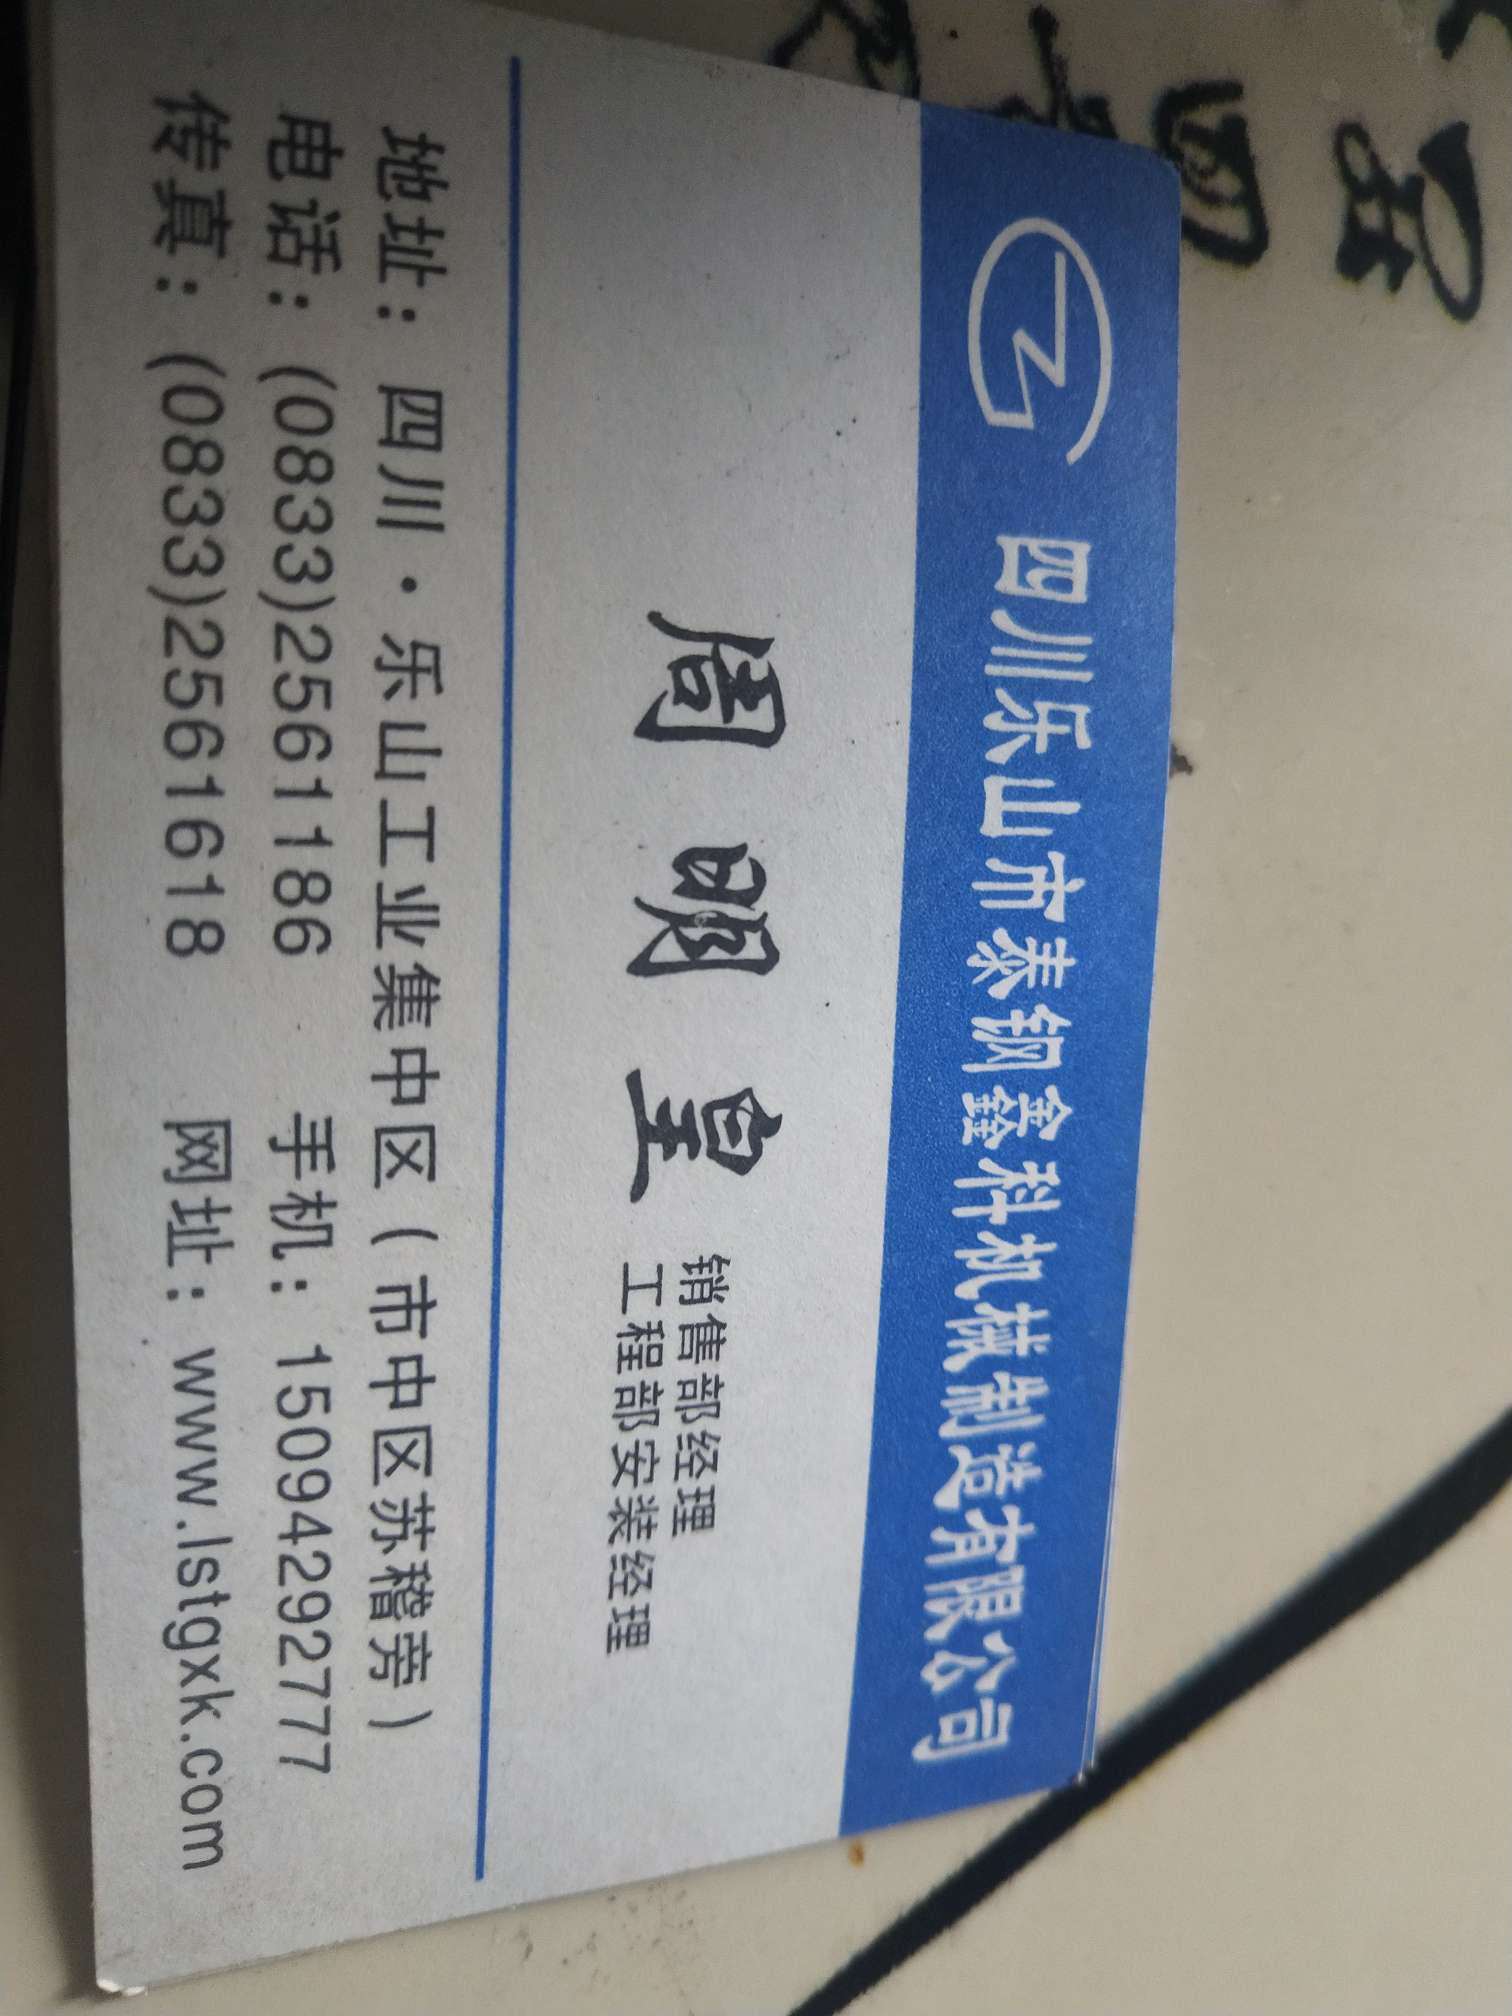 四川乐山市泰钢鑫科机械制造有限公司
周明皇
销售部经理
工程部安装经理
地址：四川·乐山工业集中区（市中区苏稽旁）
电话：(0833)2561186 手机：15094292777
传真：(0833)2561618 网址：www.lstgxk.com